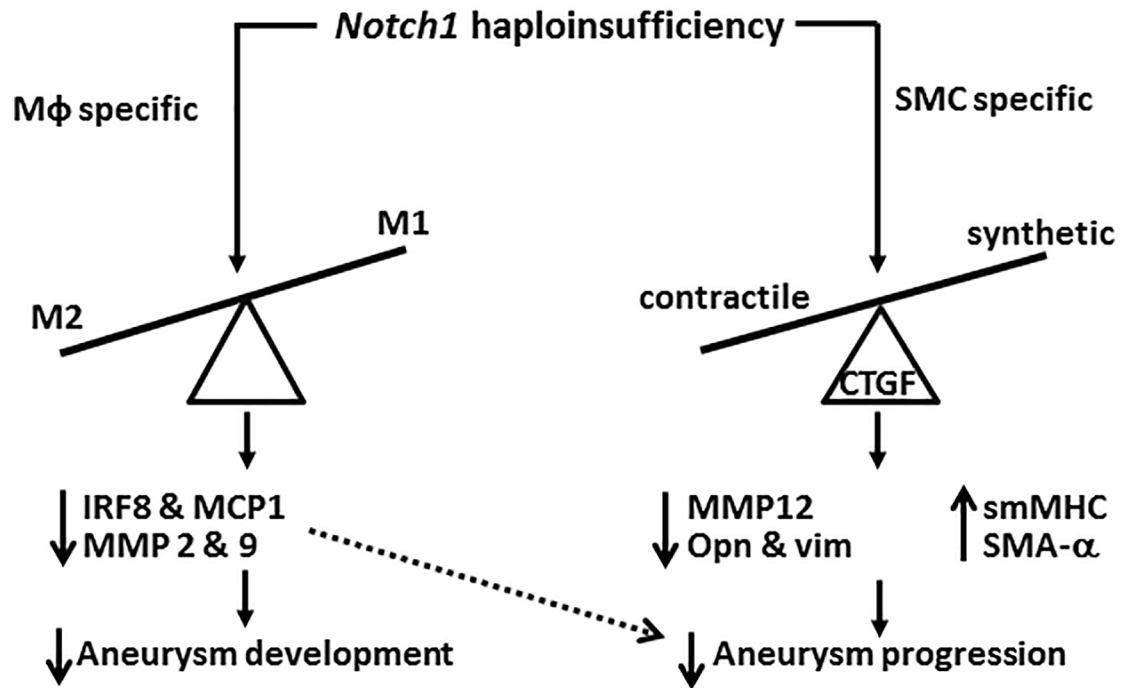 Notch1 haploinsufficiency
Mϕ specific
SMC specific
M1
M2
synthetic
contractile
CTGF
IRF8 & MCP1
MMP 2 & 9
MMP12
Opn & vim
smMHC
SMA-α
Aneurysm development
Aneurysm progression